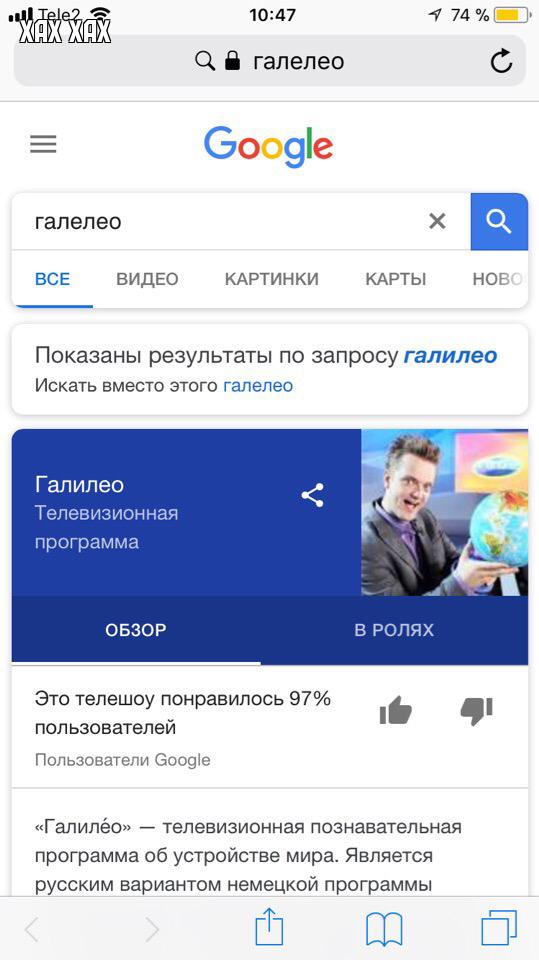 Tele2
10:47
74 %
ХАХ ХАХ
галелео
Google
галелео
ВСЕ
ВИДЕО
КАРТИНКИ
КАРТЫ
НОВО
Показаны результаты по запросу галилео
Искать вместо этого галелео
Галилео
Телевизионная
программа
ОБЗОР
В РОЛЯХ
Это телешоу понравилось 97%
пользователей
Пользователи Google
«Галиле́о» — телевизионная познавательная
программа об устройстве мира. Является
русским вариантом немецкой программы